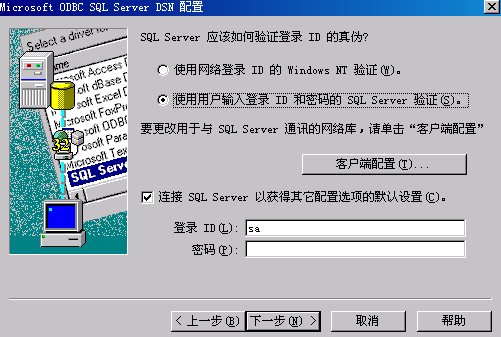 Microsoft ODBC SQL Server DSN 配置
Select a driver for
Microsoft Access D
Microsoft dBase D
Microsoft Excel D
Microsoft FoxPro
Microsoft Para
Microsoft Tex
SQL Serve
32
SQL Server 应该如何验证登录 ID 的真伪?
使用网络登录 ID 的 Windows NT 验证(W)。
使用用户输入登录 ID 和密码的 SQL Server 验证(S)。
要更改用于与 SQL Server 通讯的网络库，请单击“客户端配置”
客户端配置(T)...
连接 SQL Server 以获得其它配置选项的默认设置(C)。
登录 ID(L): sa
密码(P):
< 上一步(B) 下一步(N) > 取消 帮助